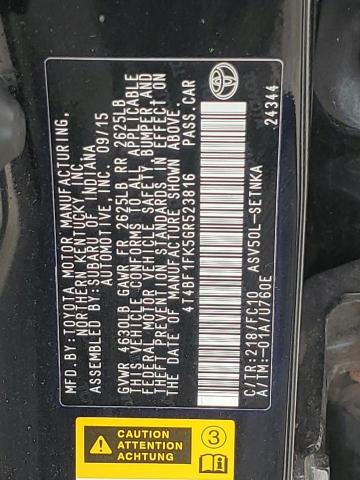 MFD. BY: TOYOTA MOTOR MANUFACTURING,
NORTHERN KENTUCKY, INC.
ASSEMBLED BY: SUBARU OF INDIANA
AUTOMOTIVE, INC. 09/15
GVWR 4630LB GAWR FR 2625LB RR 2625LB
THIS VEHICLE CONFORMS TO ALL APPLICABLE
FEDERAL MOTOR VEHICLE SAFETY, BUMPER, AND
THEFT PREVENTION STANDARDS IN EFFECT ON
THE DATE OF MANUFACTURE SHOWN ABOVE.
4T4BF1FK5GR523816 PASS.CAR
C/TR:218/FC10
ASV50L-SETNKA
A/TM:-01A/U760E
24344
CAUTION
ATTENTION
ACHTUNG
3